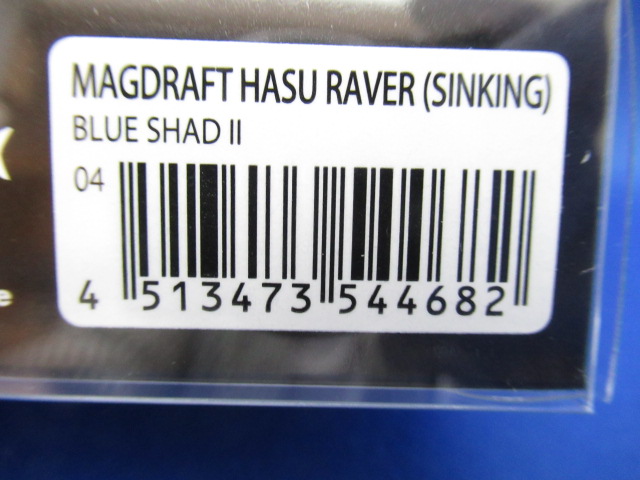 MAGDRAFT HASU RAVER (SINKING)
BLUE SHAD II
04
4 513473 544682